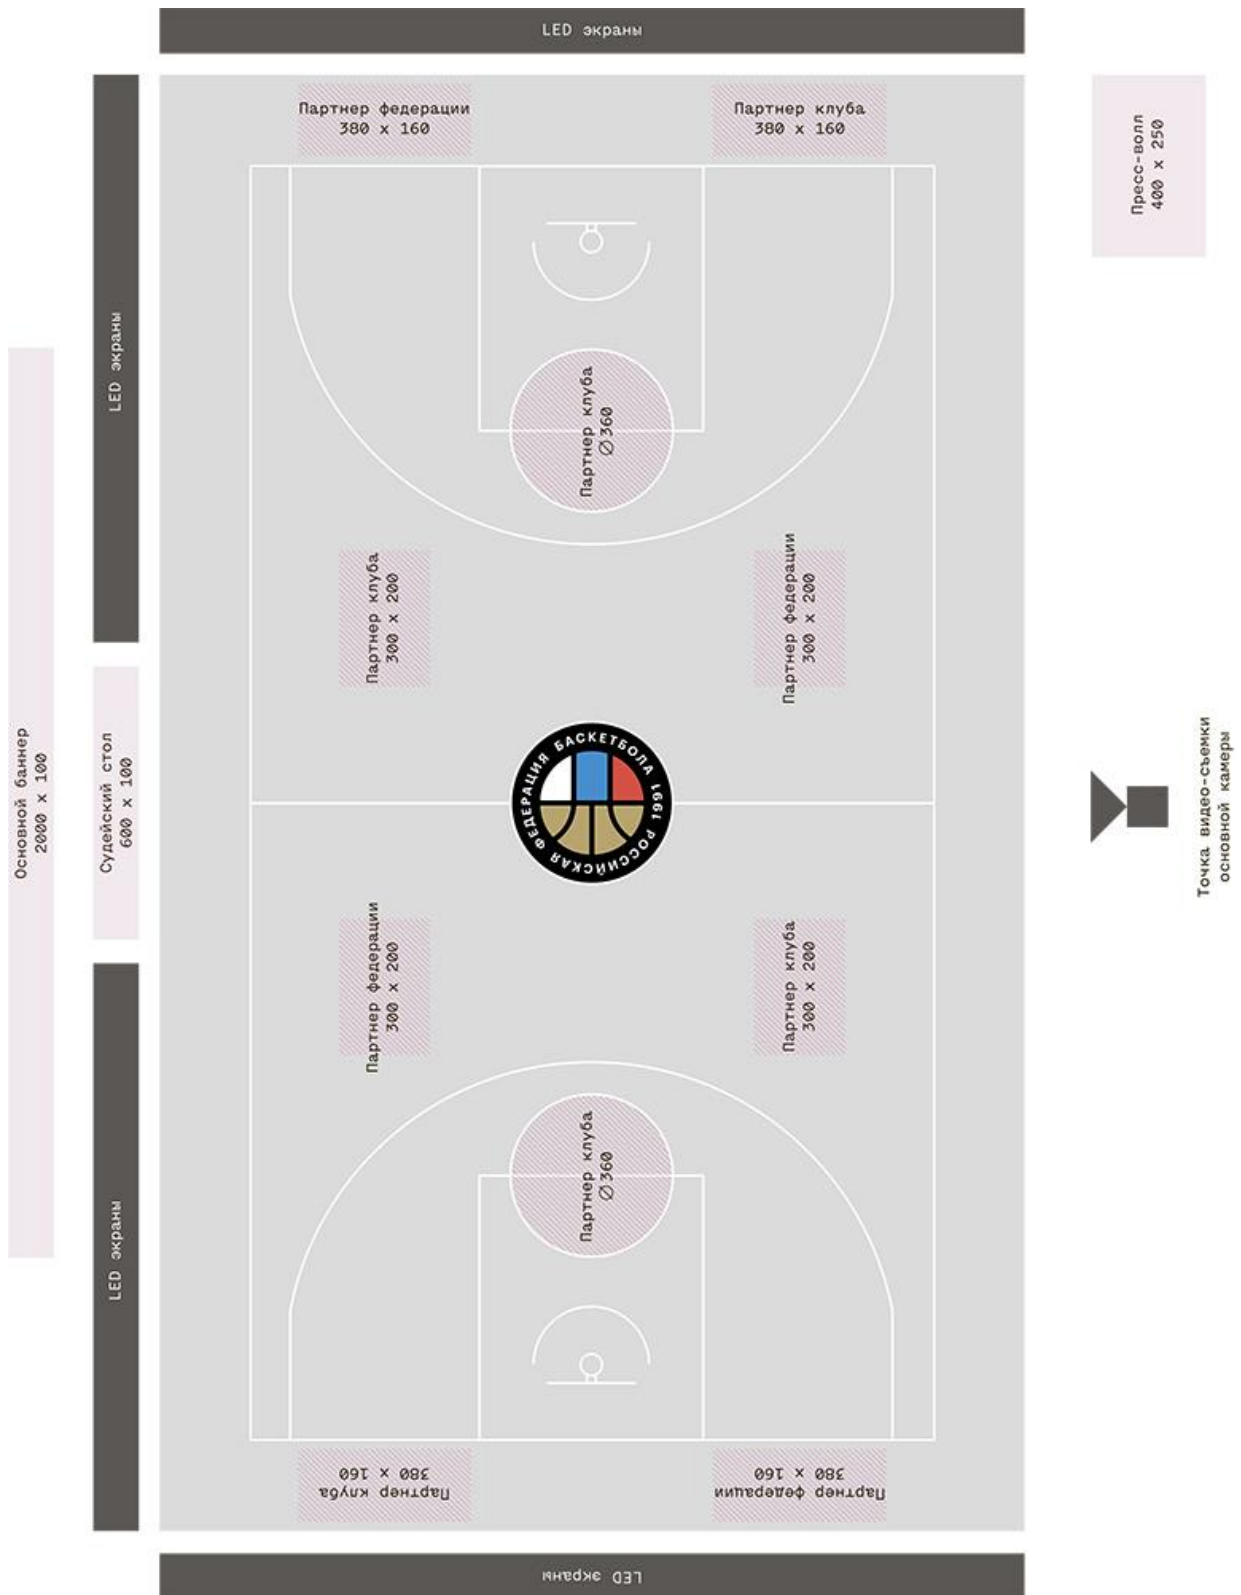 LED экраны
Партнер федерации
380 x 160
Партнер клуба
380 x 160
Пресс-волл
400 x 250
LED экраны
Партнер клуба
∅360
Партнер клуба
300 x 200
Партнер федерации
300 x 200
Основной баннер
2000 x 100
Судейский стол
600 x 100
РОССИЙСКАЯ ФЕДЕРАЦИЯ БАСКЕТБОЛА 1991
Точка видео-съемки
основной камеры
Партнер федерации
300 x 200
Партнер клуба
300 x 200
Партнер клуба
∅360
LED экраны
Партнер клуба
380 x 160
Партнер федерации
380 x 160
LED экраны